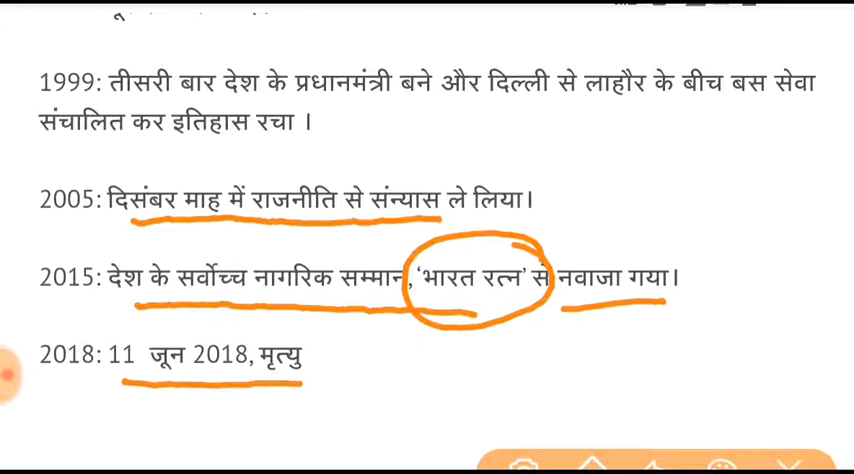 1999: तीसरी बार देश के प्रधानमंत्री बने और दिल्ली से लाहौर के बीच बस सेवा
संचालित कर इतिहास रचा ।
2005: दिसंबर माह में राजनीति से संन्यास ले लिया।
2015: देश के सर्वोच्च नागरिक सम्मान, 'भारत रत्न' से नवाजा गया।
2018: 11 जून 2018, मृत्यु